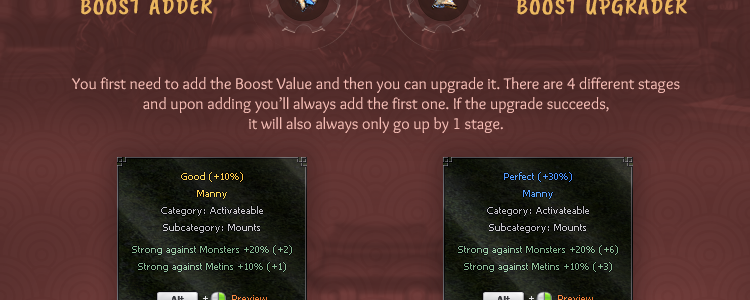 BOOST ADDER
BOOST UPGRADER
You first need to add the Boost Value and then you can upgrade it. There are 4 different stages
and upon adding you'll always add the first one. If the upgrade succeeds,
it will also always only go up by 1 stage.
Good (+10%)
Manny
Category: Activateable
Subcategory: Mounts
Strong against Monsters +20% (+2)
Strong against Metins +10% (+1)
Alt + Preview
Perfect (+30%)
Manny
Category: Activateable
Subcategory: Mounts
Strong against Monsters +20% (+6)
Strong against Metins +10% (+3)
Alt + Preview